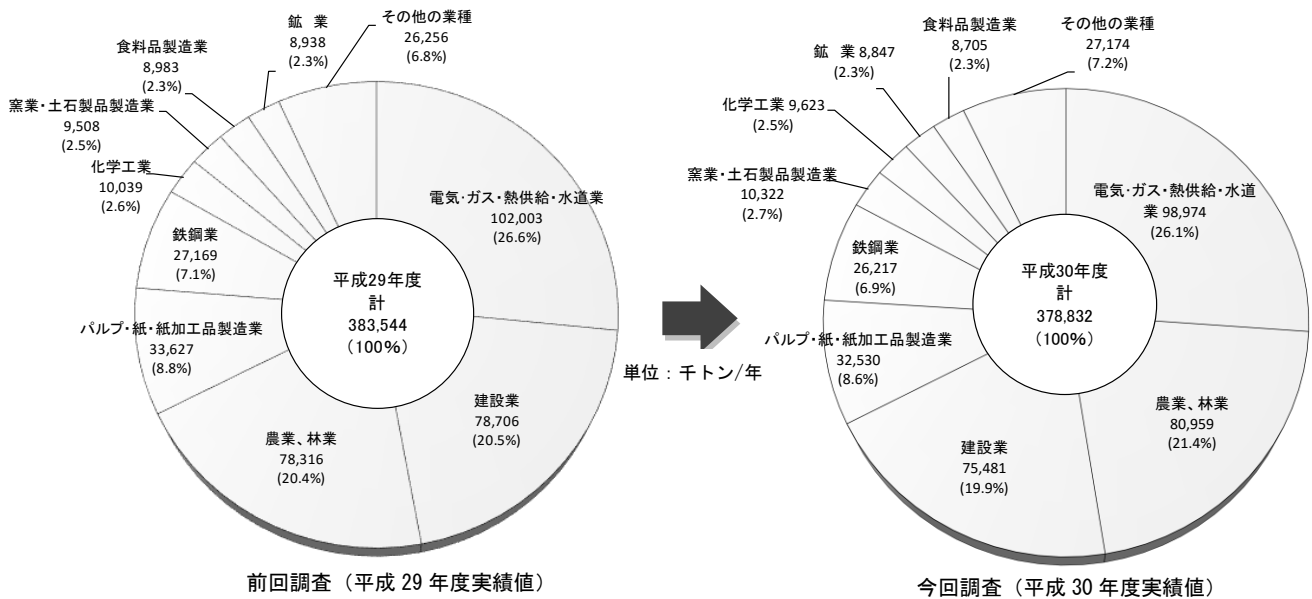 その他の業種
26,256
(6.8%)
鉱 業
8,938
(2.3%)
食料品製造業
8,983
(2.3%)
窯業・土石製品製造業
9,508
(2.5%)
化学工業
10,039
(2.6%)
鉄鋼業
27,169
(7.1%)
パルプ・紙・紙加工品製造業
33,627
(8.8%)
農業、林業
78,316
(20.4%)
建設業
78,706
(20.5%)
電気・ガス・熱供給・水道業
102,003
(26.6%)
平成29年度
計
383,544
(100%)
前回調査（平成 29 年度実績値）
単位：千トン/年
その他の業種
27,174
(7.2%)
食料品製造業
8,705
(2.3%)
鉱 業 8,847
(2.3%)
化学工業 9,623
(2.5%)
窯業・土石製品製造業
10,322
(2.7%)
鉄鋼業
26,217
(6.9%)
パルプ・紙・紙加工品製造業
32,530
(8.6%)
建設業
75,481
(19.9%)
農業、林業
80,959
(21.4%)
電気・ガス・熱供給・水道
業 98,974
(26.1%)
平成30年度
計
378,832
(100%)
今回調査（平成 30 年度実績値）